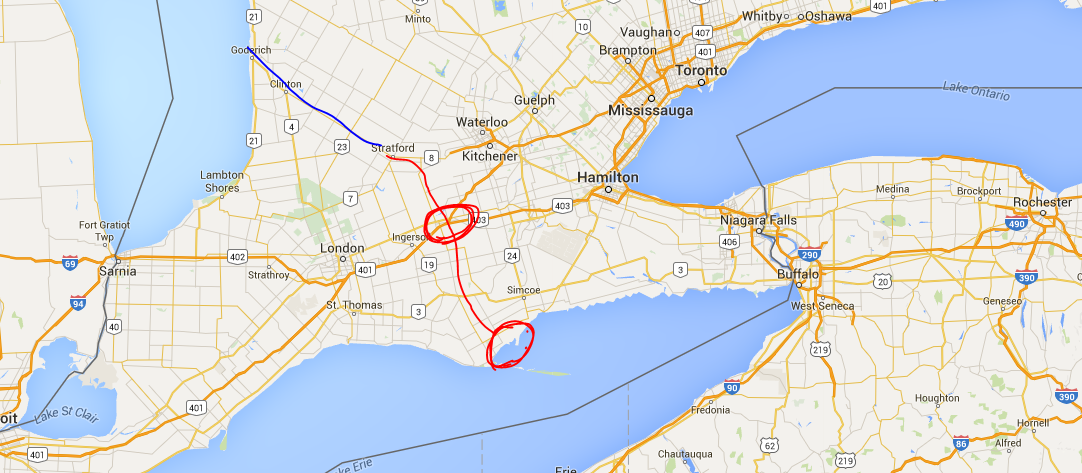 21
Minto
10
Vaughan
Whitby
Oshawa
401
407
Brampton
401
Goderich
Toronto
Clinton
Guelph
Mississauga
Lake Ontario
Waterloo
4
21
23
Stratford
8
Kitchener
Lambton
Shores
7
Hamilton
Medina
Brockport
Rochester
Fort Gratiot
Twp
403
403
Niagara Falls
490
Ingerso
London
406
290
402
24
69
Sarnia
Strathroy
401
19
3
Buffalo
20
390
94
Simcoe
St. Thomas
3
West Seneca
Geneseo
40
219
90
401
Lake St Clair
oit
Fredonia
Houghton
390
Hornell
62
86
Alfred
401
Chautauqua
219
ke Erie
Erie